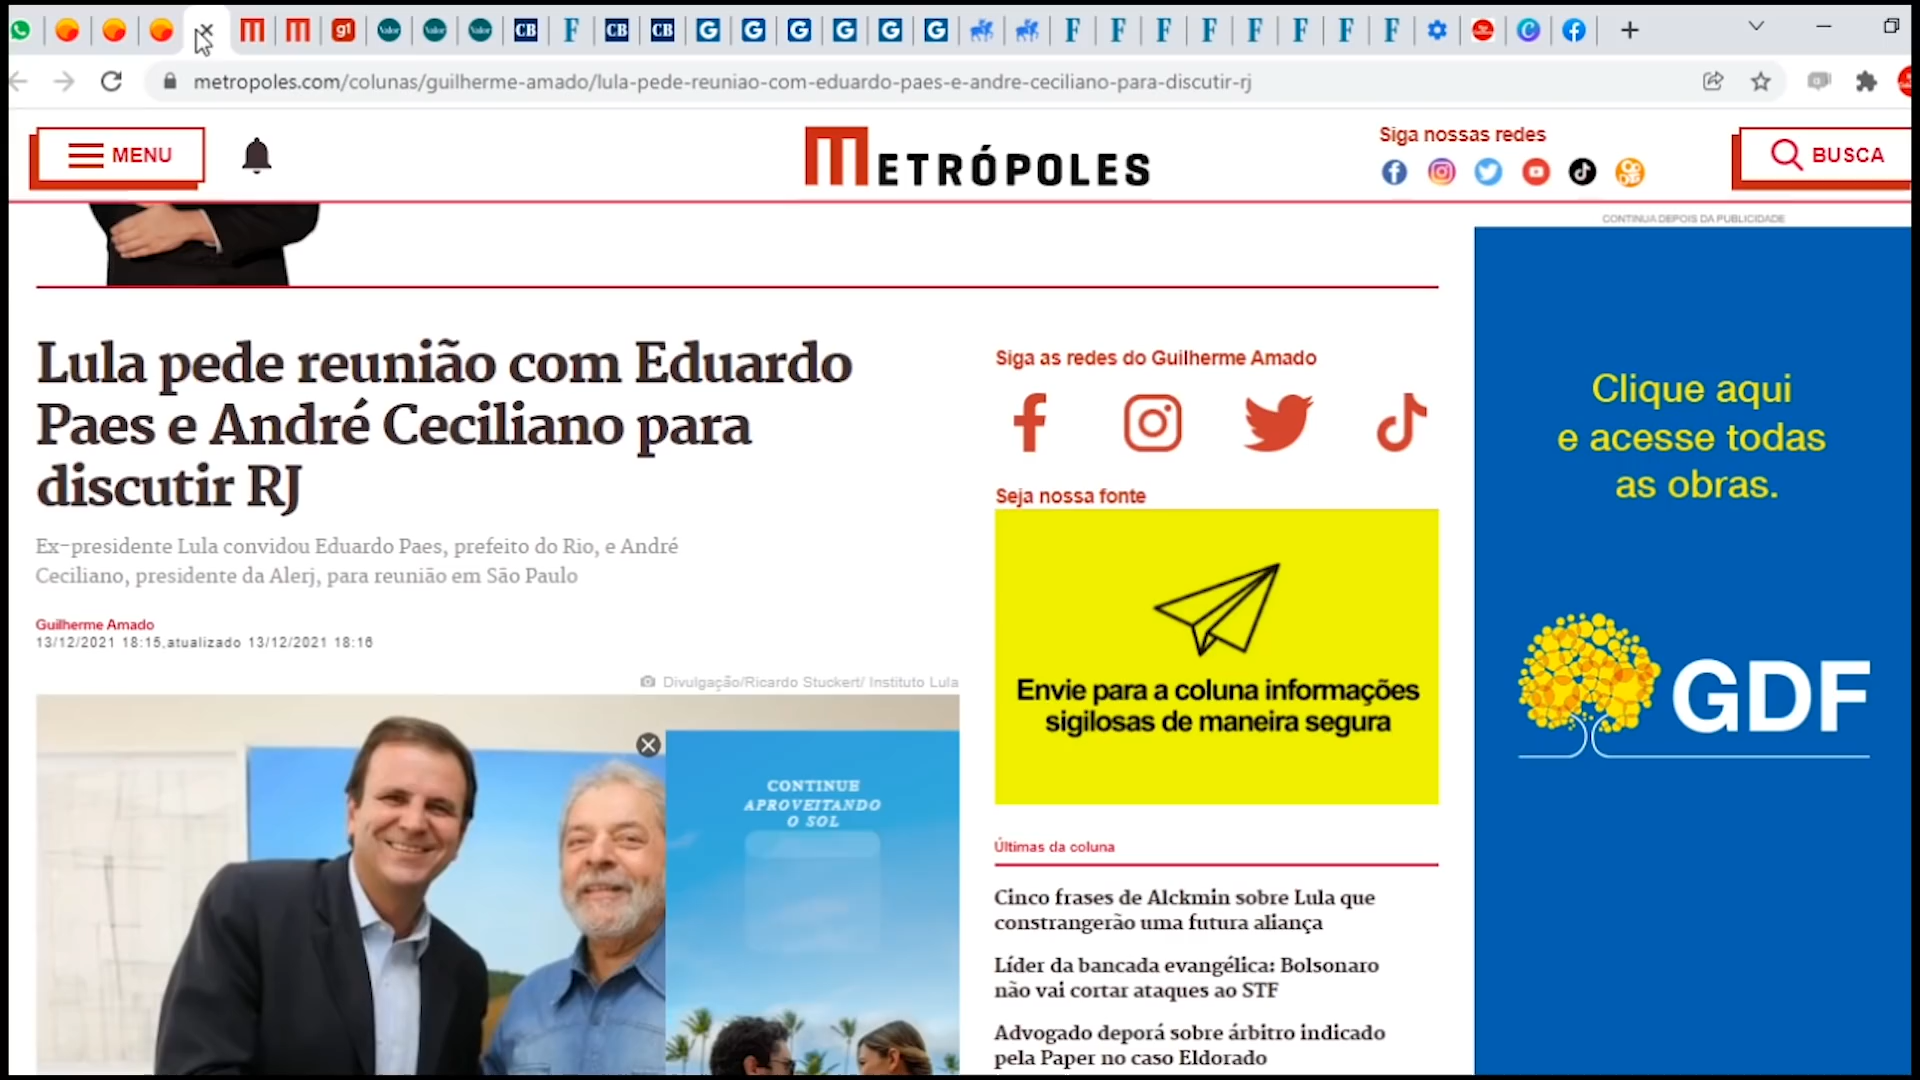 metropoles.com/colunas/guilherme-amado/lula-pede-reuniao-com-eduardo-paes-e-andre-ceciliano-para-discutir-rj
MENU
METRÓPOLES
Siga nossas redes
BUSCA
CONTINUA DEPOIS DA PUBLICIDADE
Lula pede reunião com Eduardo
Paes e André Ceciliano para
discutir RJ
Ex-presidente Lula convidou Eduardo Paes, prefeito do Rio, e André
Ceciliano, presidente da Alerj, para reunião em São Paulo
Guilherme Amado
13/12/2021 18:15,atualizado 13/12/2021 18:16
Divulgação/Ricardo Stuckert/ Instituto Lula
CONTINUE
APROVEITANDO
O SOL
Siga as redes do Guilherme Amado
Seja nossa fonte
Envie para a coluna informações
sigilosas de maneira segura
Últimas da coluna
Cinco frases de Alckmin sobre Lula que
constrangerão uma futura aliança
Líder da bancada evangélica: Bolsonaro
não vai cortar ataques ao STF
Advogado deporá sobre árbitro indicado
pela Paper no caso Eldorado
Clique aqui
e acesse todas
as obras.
GDF